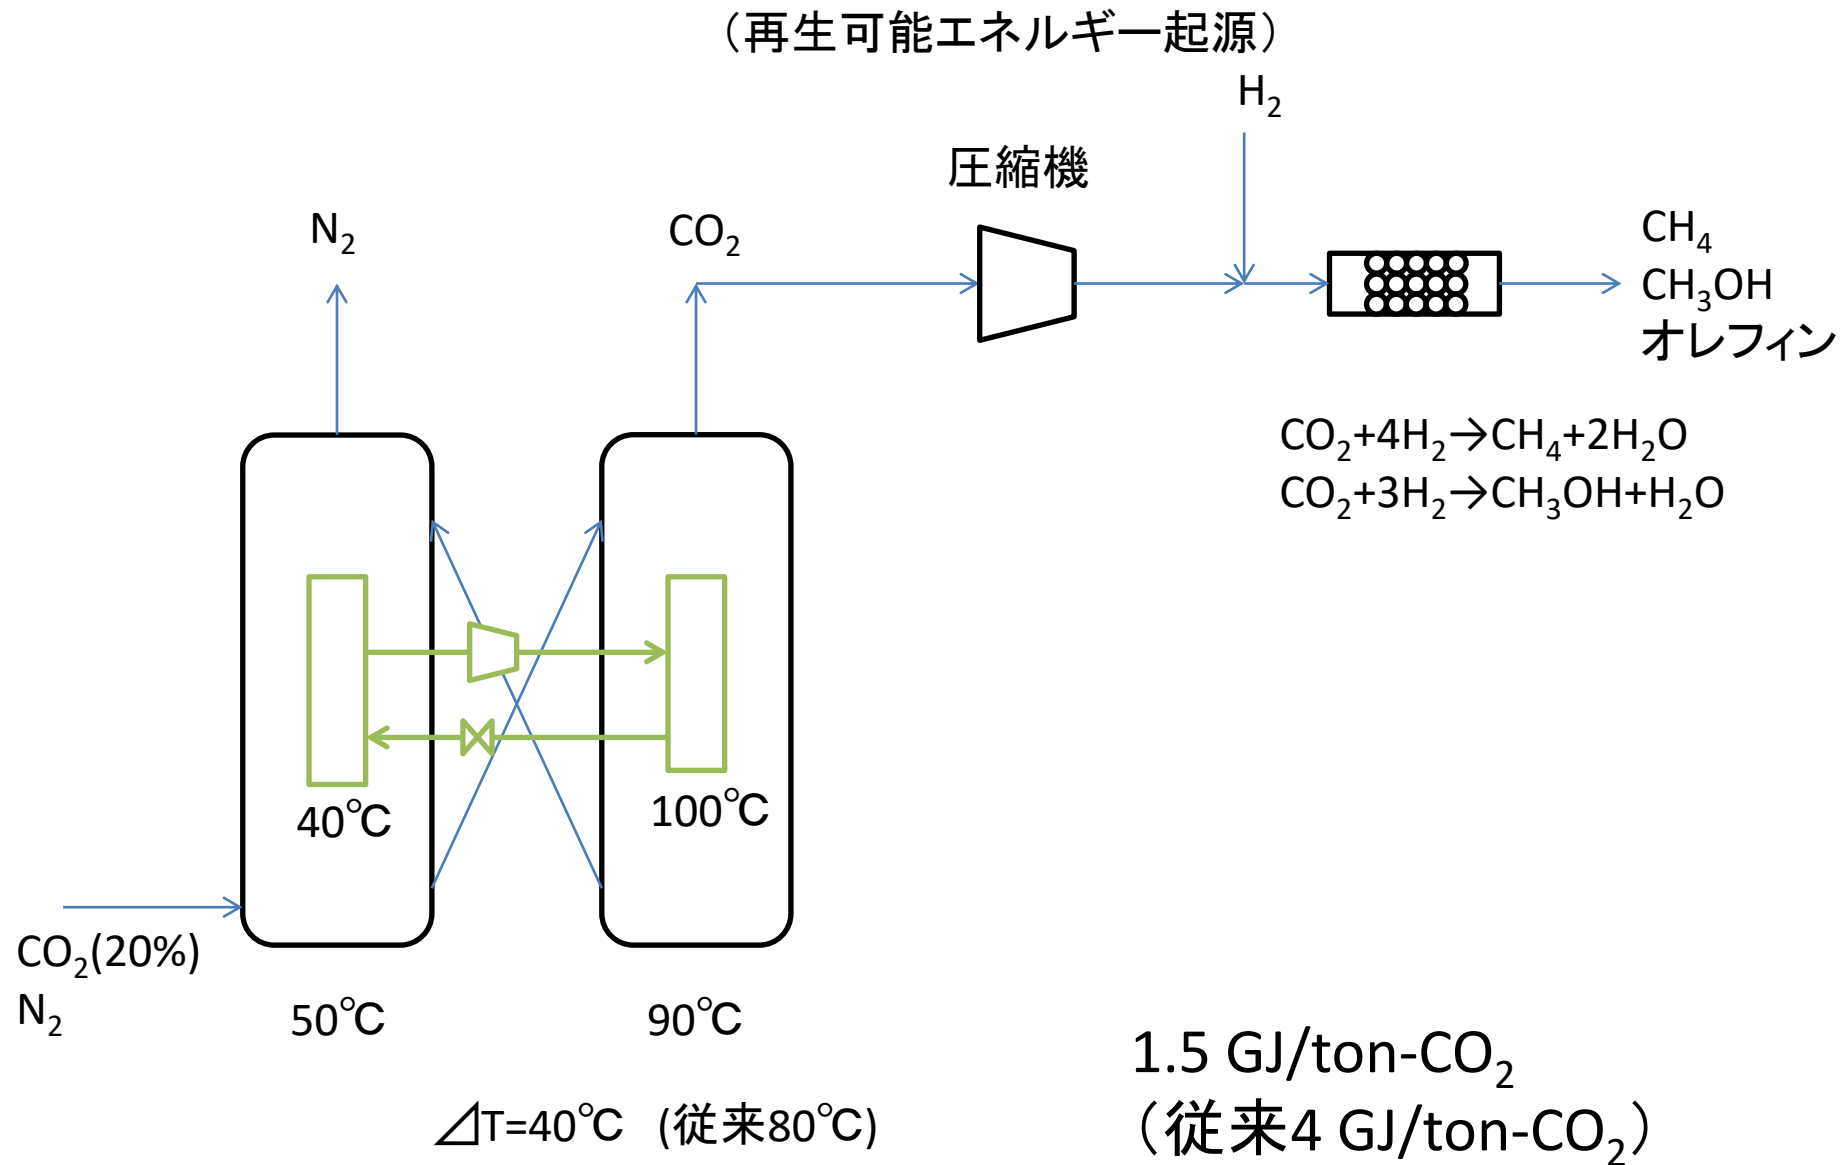 （再生可能エネルギー起源）
H₂
圧縮機
N₂
CO₂
CH₄
CH₃OH
オレフィン
CO₂+4H₂→CH₄+2H₂O
CO₂+3H₂→CH₃OH+H₂O
40℃
100℃
CO₂(20%)
N₂
50℃
90℃
⊿T=40℃ (従来80℃)
1.5 GJ/ton-CO₂
（従来4 GJ/ton-CO₂）